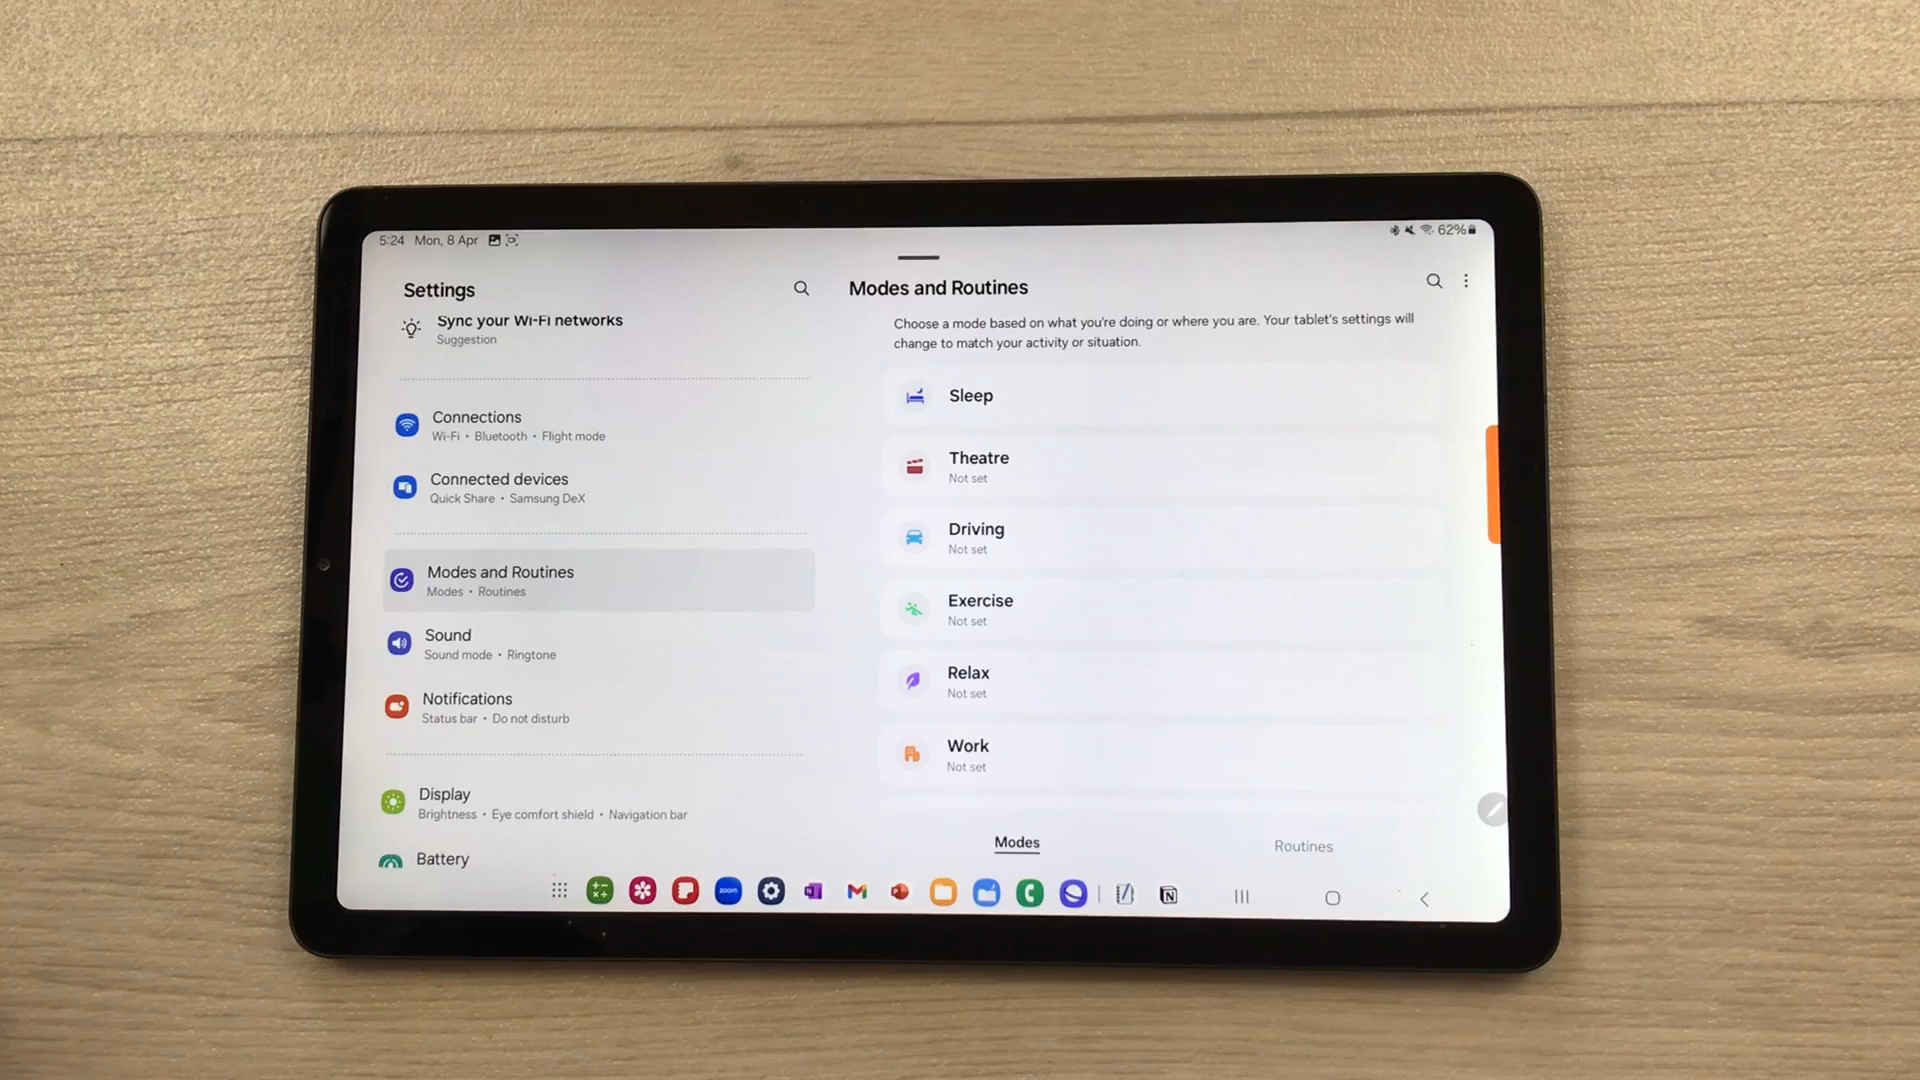 5:24 Mon, 8 Apr
62%
Settings
Sync your Wi-Fi networks
Suggestion
Connections
Wi-Fi • Bluetooth • Flight mode
Connected devices
Quick Share • Samsung DeX
Modes and Routines
Modes • Routines
Sound
Sound mode • Ringtone
Notifications
Status bar • Do not disturb
Display
Brightness • Eye comfort shield • Navigation bar
Battery
Modes and Routines
Choose a mode based on what you're doing or where you are. Your tablet's settings will
change to match your activity or situation.
Sleep
Theatre
Not set
Driving
Not set
Exercise
Not set
Relax
Not set
Work
Not set
Modes
Routines
zoom